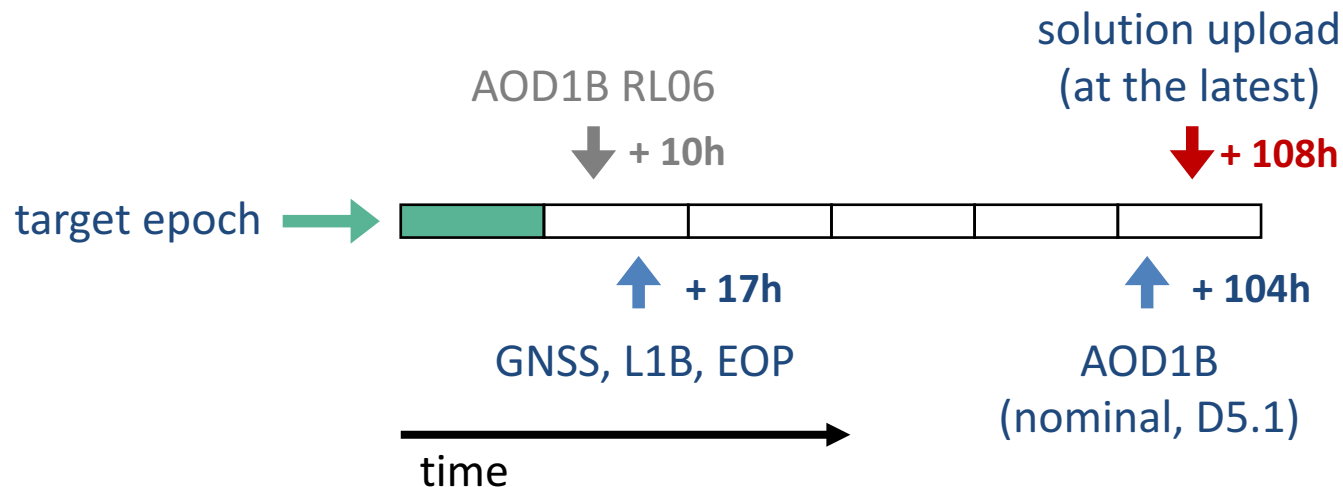 solution upload
(at the latest)
AOD1B RL06
+ 10h
+ 108h
target epoch
+ 17h
+ 104h
GNSS, L1B, EOP
AOD1B
(nominal, D5.1)
time